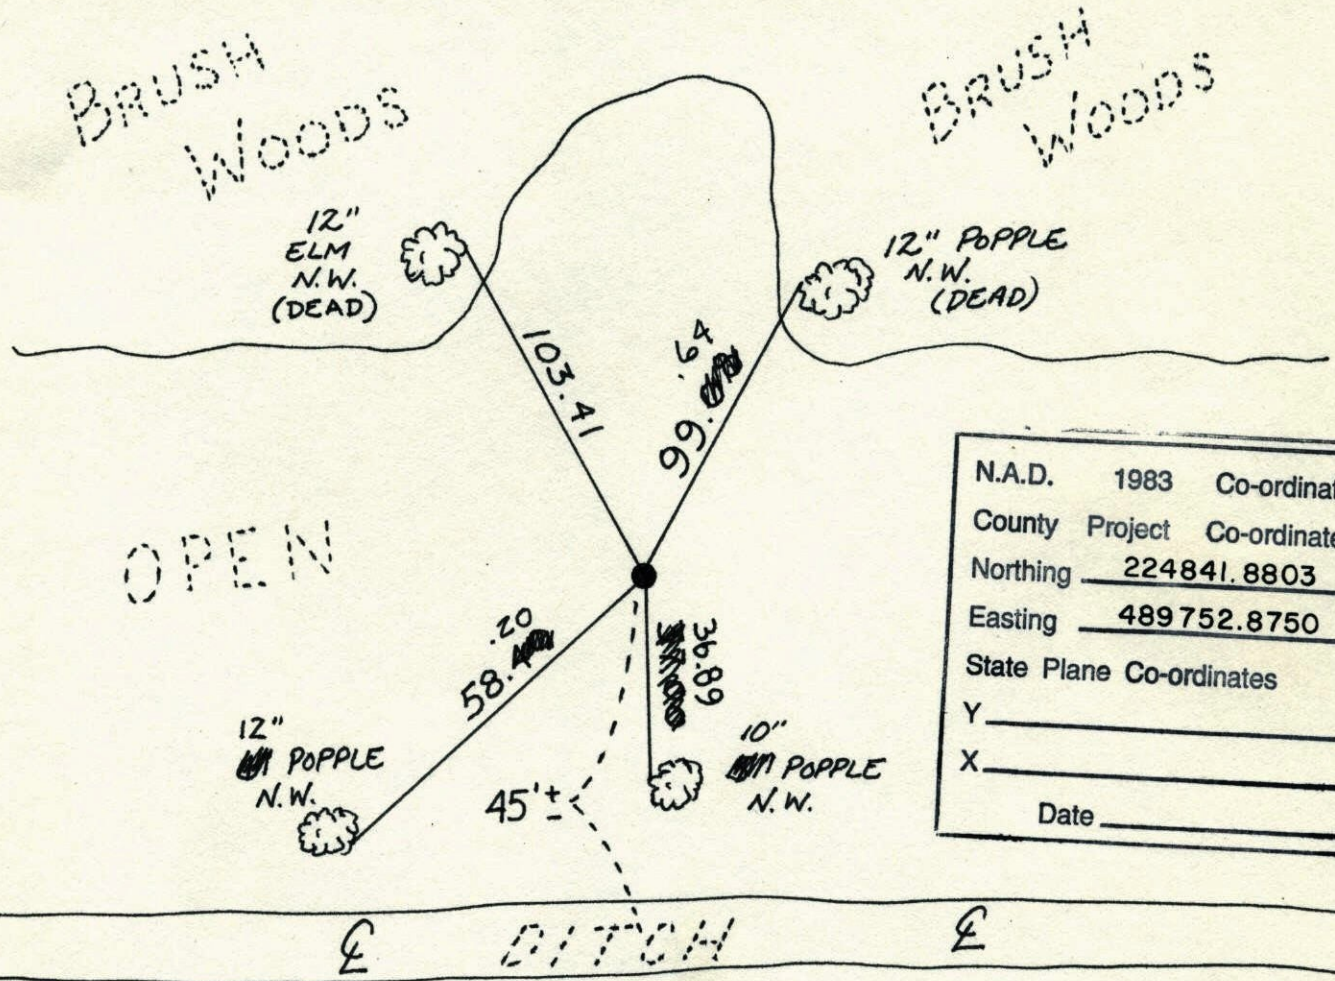 BRUSH
WOODS
BRUSH
WOODS
12"
ELM
N.W.
(DEAD)
12" POPPLE
N.W.
(DEAD)
103.41
.64
99.
OPEN
N.A.D. 1983 Co-ordinat
County Project Co-ordinate
Northing 224841.8803
Easting 489752.8750
State Plane Co-ordinates
Y
X
Date
.20
58.
36.89
12"
POPPLE
N.W.
10"
POPPLE
N.W.
45'±
℄ DITCH ℄